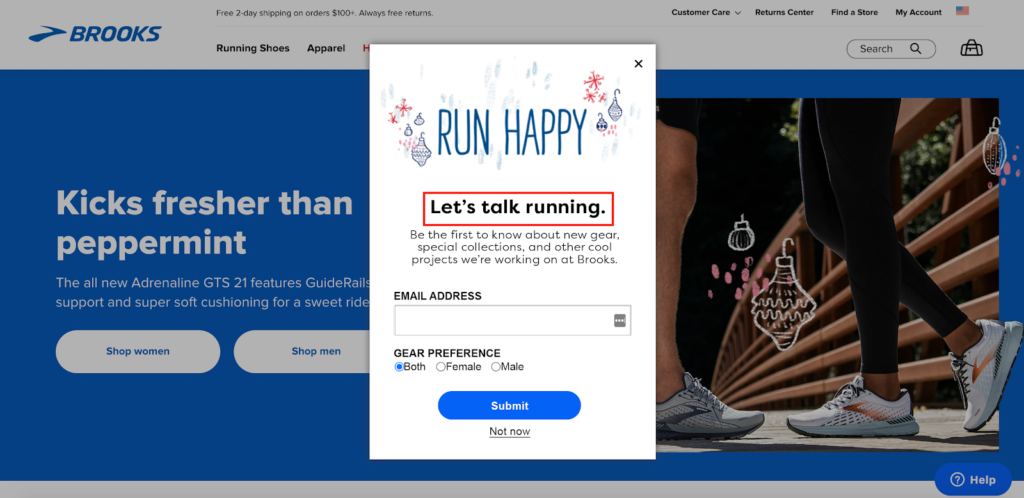 Free 2-day shipping on orders $100+. Always free returns.
Customer Care
Returns Center
Find a Store
My Account
BROOKS
Running Shoes
Apparel
Search
RUN HAPPY
Let's talk running.
Be the first to know about new gear,
special collections, and other cool
projects we're working on at Brooks.
EMAIL ADDRESS
GEAR PREFERENCE
Both
Female
Male
Submit
Not now
Kicks fresher than
peppermint
The all new Adrenaline GTS 21 features GuideRails
support and super soft cushioning for a sweet ride
Shop women
Shop men
Help